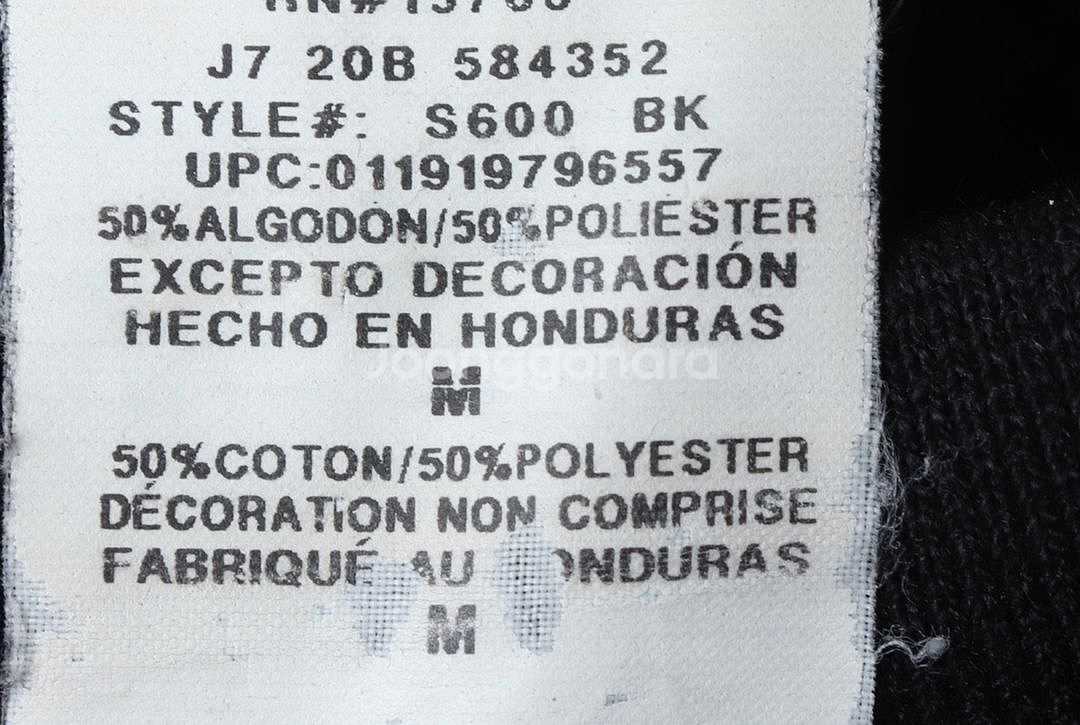 J7 20B 584352
STYLE#: S600 BK
UPC:011919796557
50%ALGODON/50%POLIESTER
EXCEPTO DECORACIÓN
HECHO EN HONDURAS
Joonggonara
M
50%COTON/50%POLYESTER
DÉCORATION NON COMPRISE
FABRIQUÉ AU HONDURAS
M